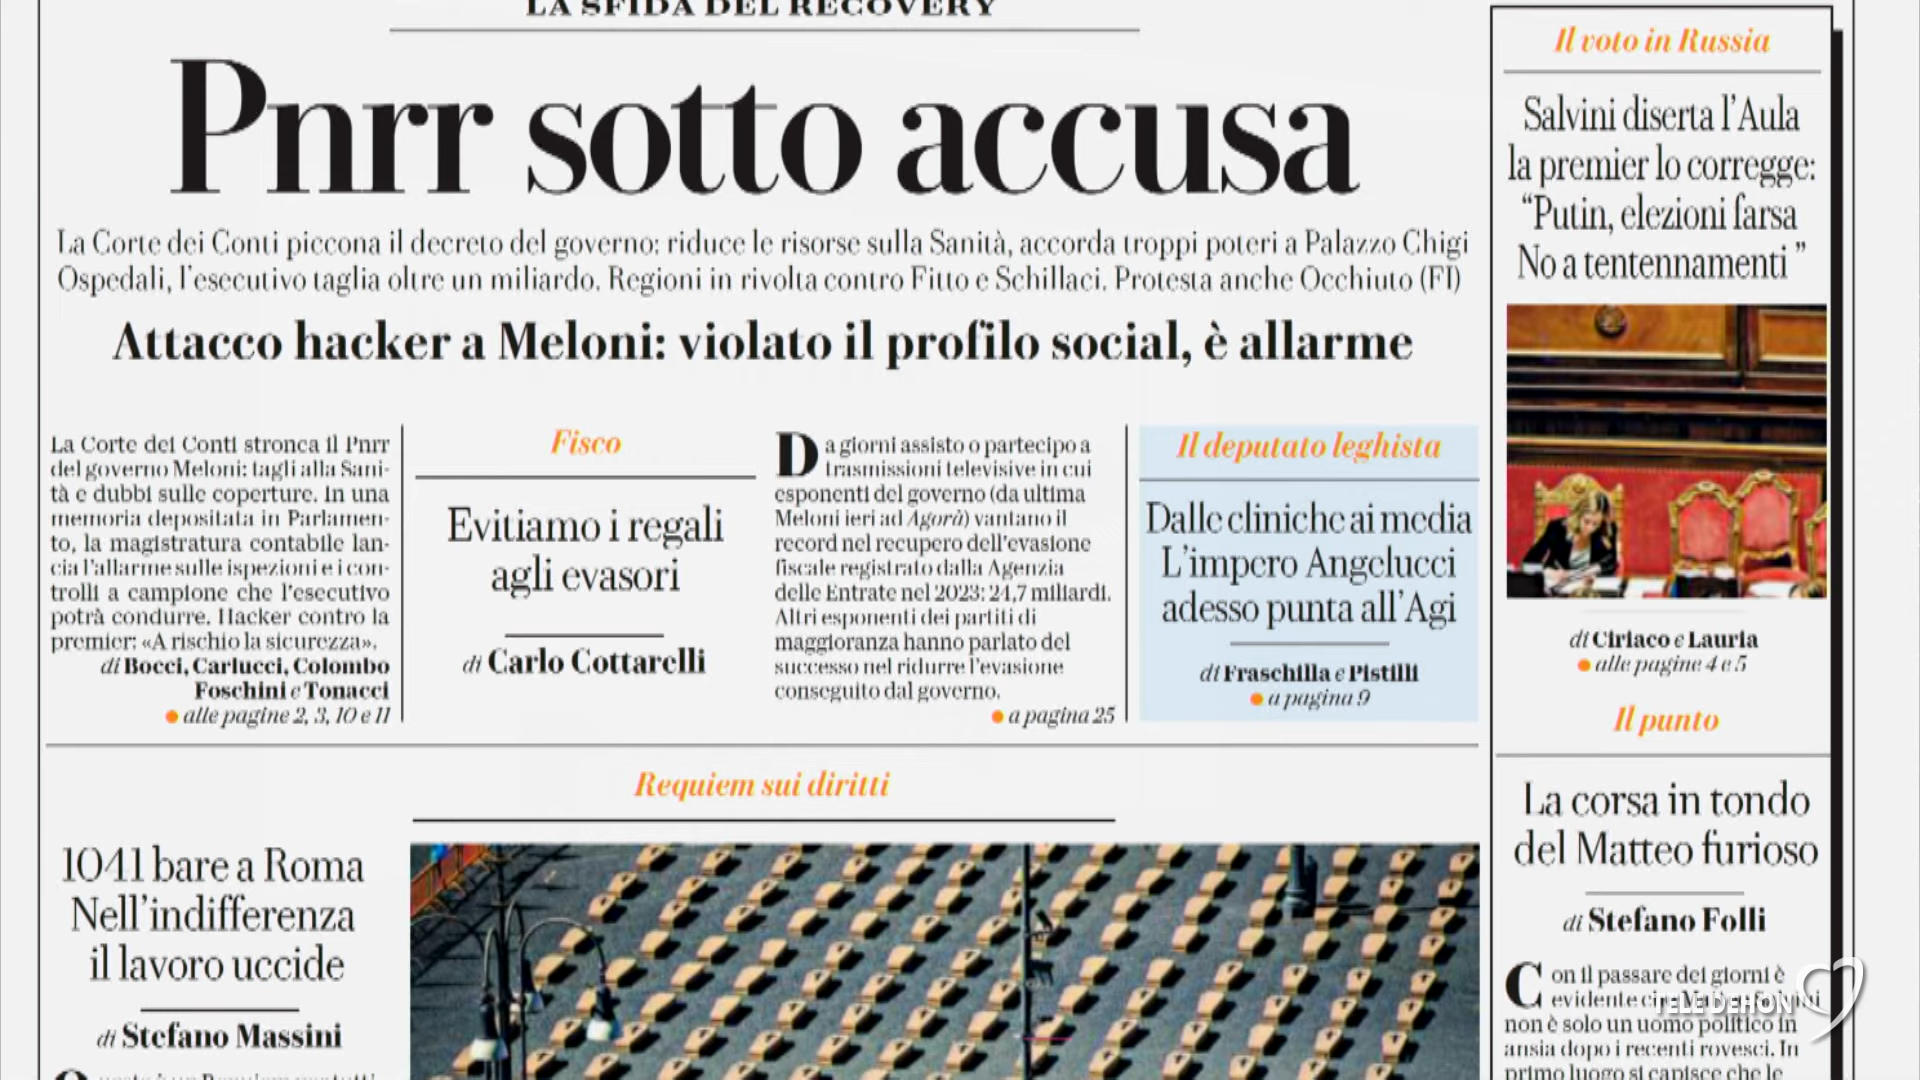 LA SFIDA DEL RECOVERY
Pnrr sotto accusa
La Corte dei Conti piccona il decreto del governo: riduce le risorse sulla Sanità, accorda troppi poteri a Palazzo Chigi
Ospedali, l'esecutivo taglia oltre un miliardo. Regioni in rivolta contro Fitto e Schillaci. Protesta anche Occhiuto (FI)
Attacco hacker a Meloni: violato il profilo social, è allarme
La Corte dei Conti stronca il Pnrr
del governo Meloni: tagli alla Sani-
tà e dubbi sulle coperture. In una
memoria depositata in Parlamen-
to, la magistratura contabile lan-
cia l'allarme sulle ispezioni e i con-
trolli a campione che l'esecutivo
potrà condurre. Hacker contro la
premier: «A rischio la sicurezza».
di Bocci, Carlucci, Colombo
Foschini e Tonacci
alle pagine 2, 3, 10 e 11
Fisco
Evitiamo i regali
agli evasori
di Carlo Cottarelli
Da giorni assisto o partecipo a
trasmissioni televisive in cui
esponenti del governo (da ultima
Meloni ieri ad Agorà) vantano il
record nel recupero dell'evasione
fiscale registrato dalla Agenzia
delle Entrate nel 2023: 24,7 miliardi.
Altri esponenti dei partiti di
maggioranza hanno parlato del
successo nel ridurre l'evasione
conseguito dal governo.
a pagina 25
Il deputato leghista
Dalle cliniche ai media
L'impero Angelucci
adesso punta all'Agi
di Fraschilla e Pistilli
a pagina 9
Il voto in Russia
Salvini diserta l'Aula
la premier lo corregge:
“Putin, elezioni farsa
No a tentennamenti ”
di Ciriaco e Lauria
alle pagine 4 e 5
Il punto
La corsa in tondo
del Matteo furioso
di Stefano Folli
Con il passare dei giorni è
evidente
non è solo un uomo politico in
ansia dopo i recenti rovesci. In
primo luogo si capisce che le
Requiem sui diritti
1041 bare a Roma
Nell'indifferenza
il lavoro uccide
di Stefano Massini
TELE DEHON